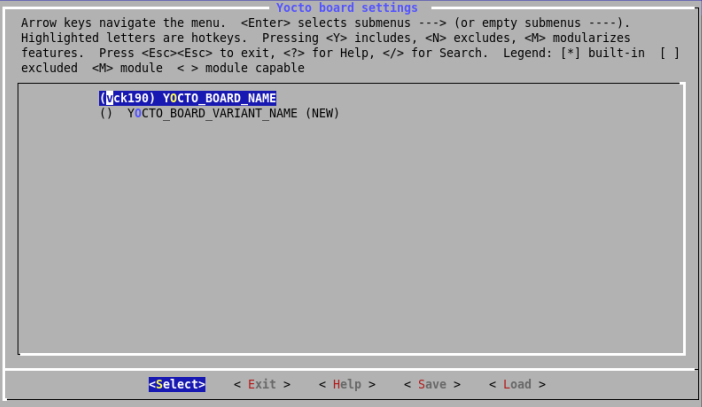 Yocto board settings
Arrow keys navigate the menu.  <Enter> selects submenus ---> (or empty submenus ----).
Highlighted letters are hotkeys.  Pressing <Y> includes, <N> excludes, <M> modularizes
features.  Press <Esc><Esc> to exit, <?> for Help, </> for Search.  Legend: [*] built-in  [ ]
excluded  <M> module  < > module capable
(vck190) YOCTO_BOARD_NAME
()  YOCTO_BOARD_VARIANT_NAME (NEW)
<Select>    < Exit >    < Help >    < Save >    < Load >